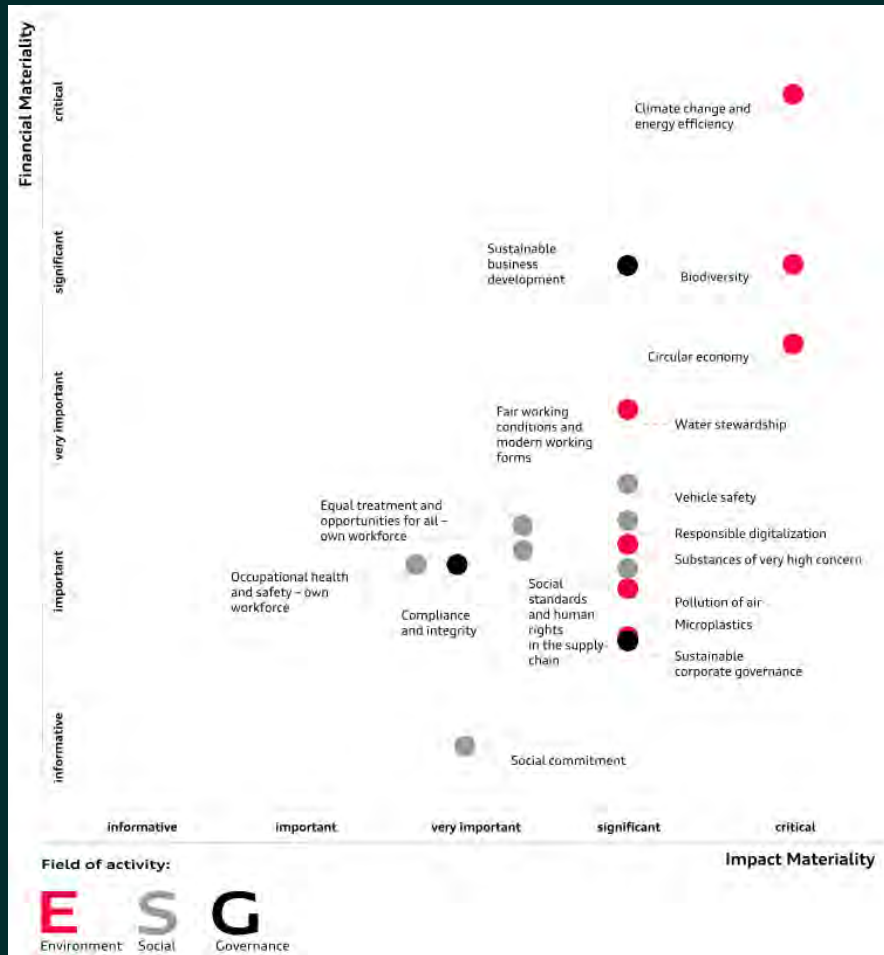 Financial Materiality
critical
significant
very important
important
informative
Climate change and
energy efficiency
Sustainable
business
development
Biodiversity
Circular economy
Fair working
conditions and
modern working
forms
Water stewardship
Vehicle safety
Equal treatment and
opportunities for all –
own workforce
Responsible digitalization
Substances of very high concern
Occupational health
and safety – own
workforce
Compliance
and integrity
Social
standards
and human
rights
in the supply-
chain
Pollution of air
Microplastics
Sustainable
corporate governance
Social commitment
informative
important
very important
significant
critical
Impact Materiality
Field of activity:
E
S
G
Environment
Social
Governance